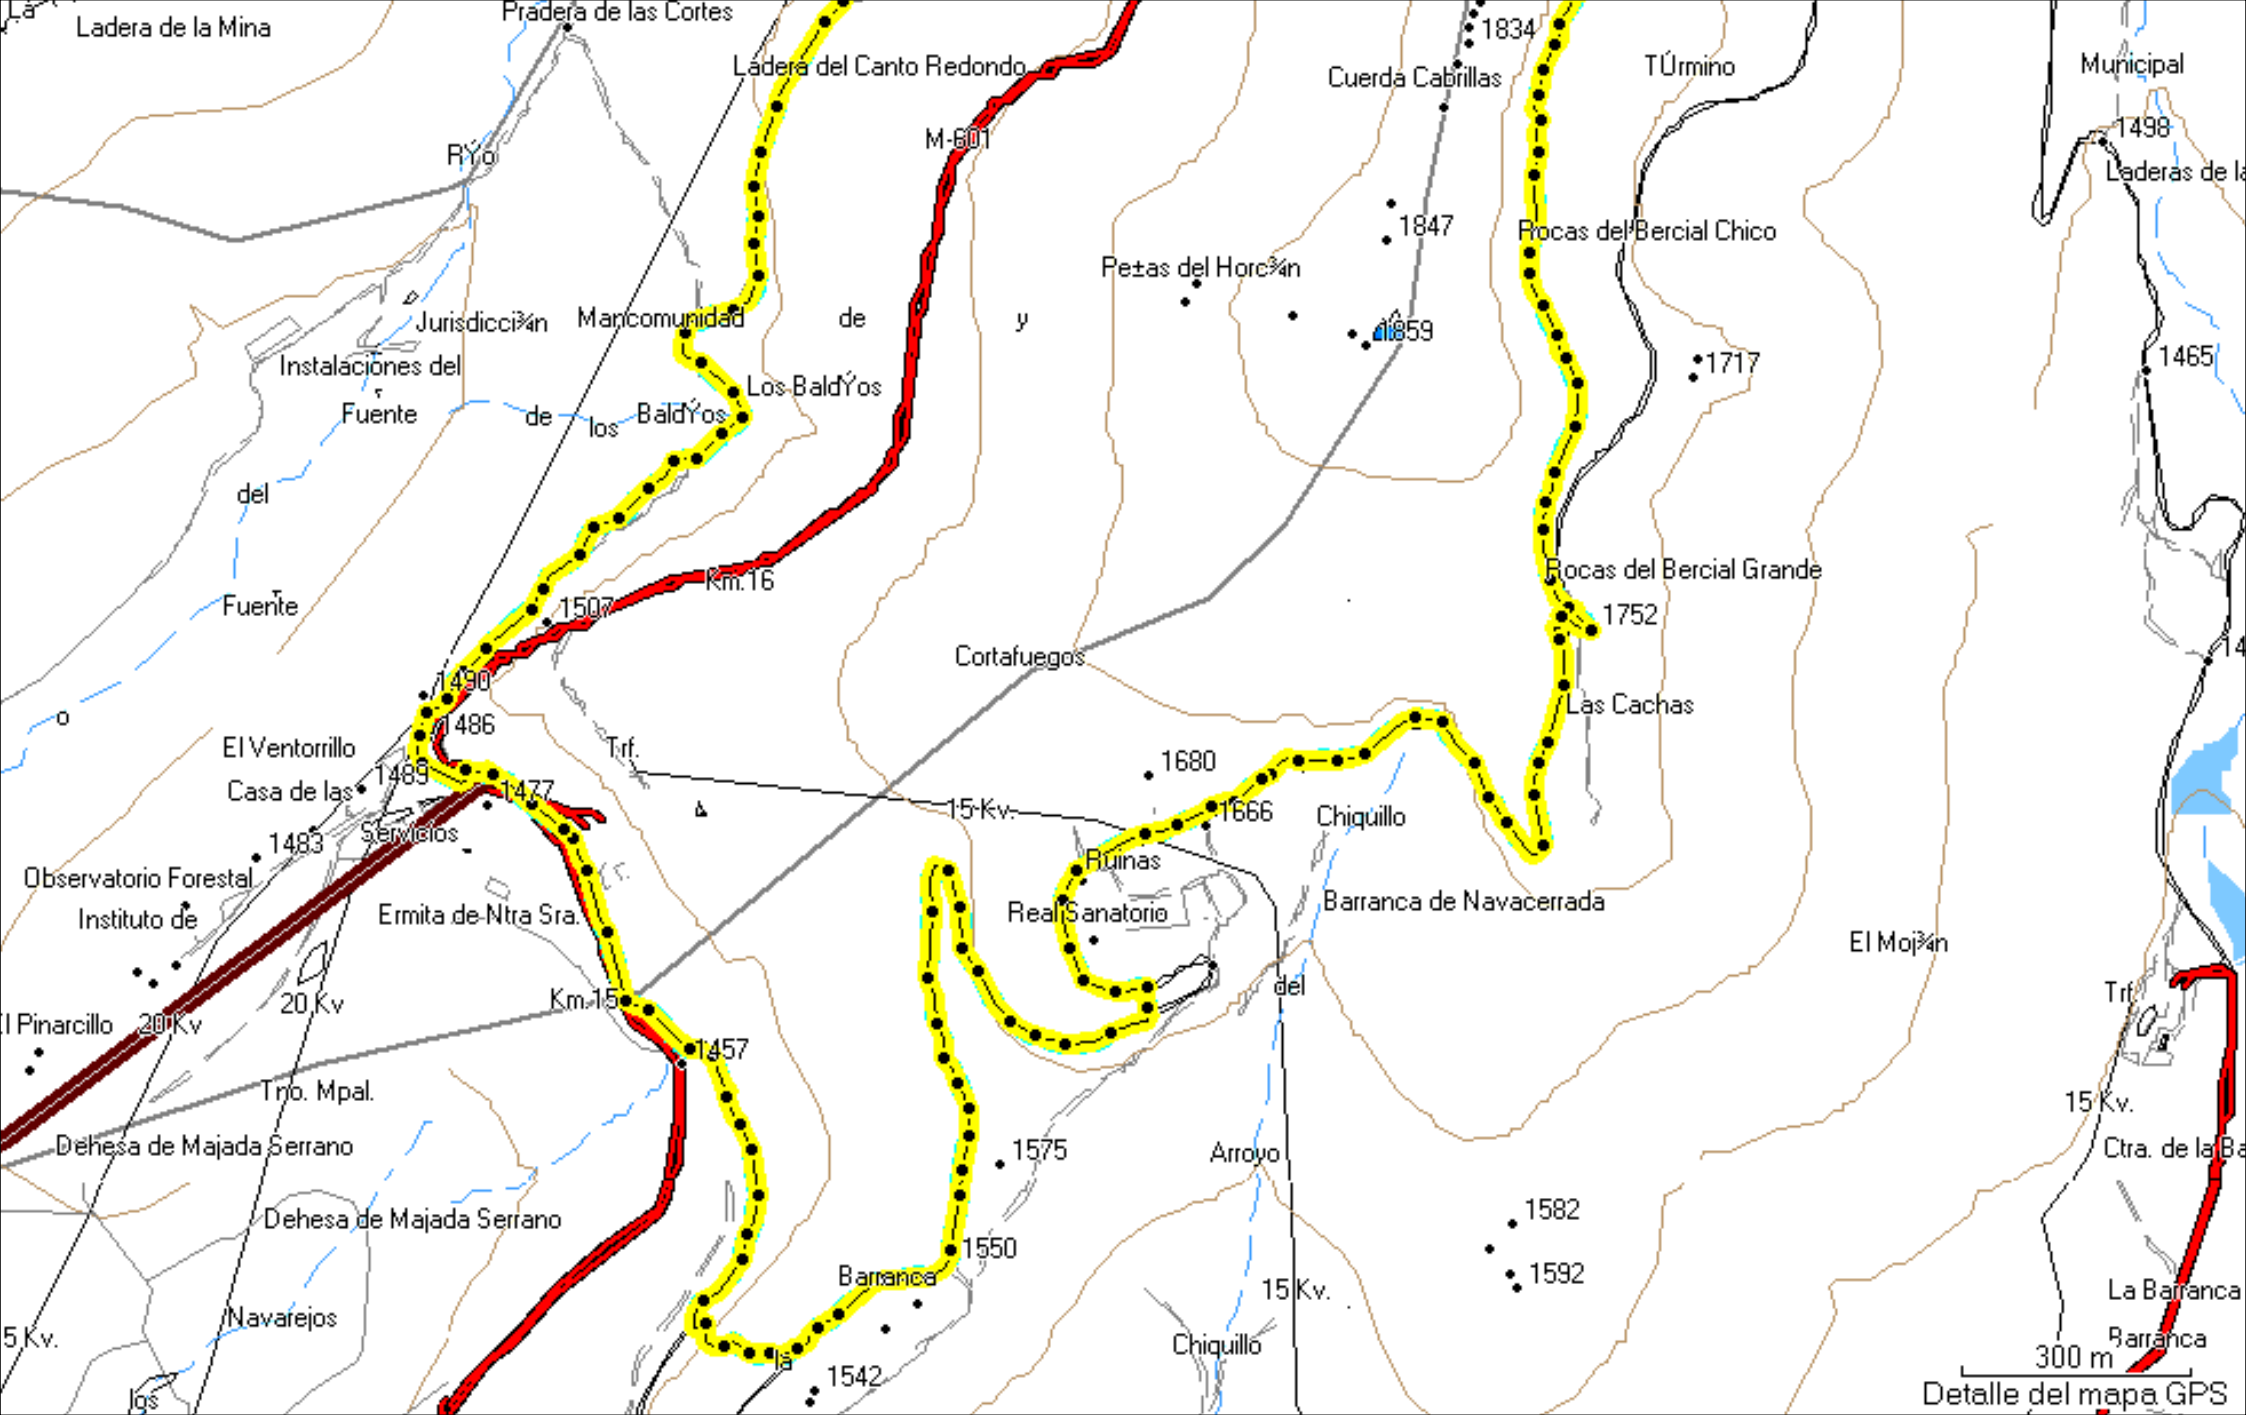 La
Ladera de la Mina
Pradera de las Cortes
1834
Ladera del Canto Redondo
Cuerda Cabrillas
TÚrmino
Municipal
1498
M-601
RÝo
Laderas de la
1847
Rocas del Bercial Chico
Pe±as del Horc¾n
Jurisdicci¾n
Mancomunidad
de
y
1859
1465
Instalaciones del
1717
Los BaldÝos
Fuente
de
los
BaldÝos
del
Rocas del Bercial Grande
Km.16
Fuente
1507
1752
14
Cortafuegos
1490
o
1486
Las Cachas
El Ventorrillo
Trf.
1489
1680
Casa de las
1477
15 Kv.
1666
Chiquillo
Servicios
1483
Ruinas
Observatorio Forestal
Instituto de
Ermita de Ntra Sra.
Real Sanatorio
Barranca de Navacerrada
El Moj¾n
del
Km.15
20 Kv
Trf.
El Pinarcillo
20 Kv
1457
Tno. Mpal.
15 Kv.
Dehesa de Majada Serrano
1575
Arroyo
Ctra. de la Ba
Dehesa de Majada Serrano
1582
1550
Barranca
1592
15 Kv.
La Barranca
Navarejos
5 Kv.
Chiquillo
Barranca
la
300 m
1542
los
Detalle del mapa GPS